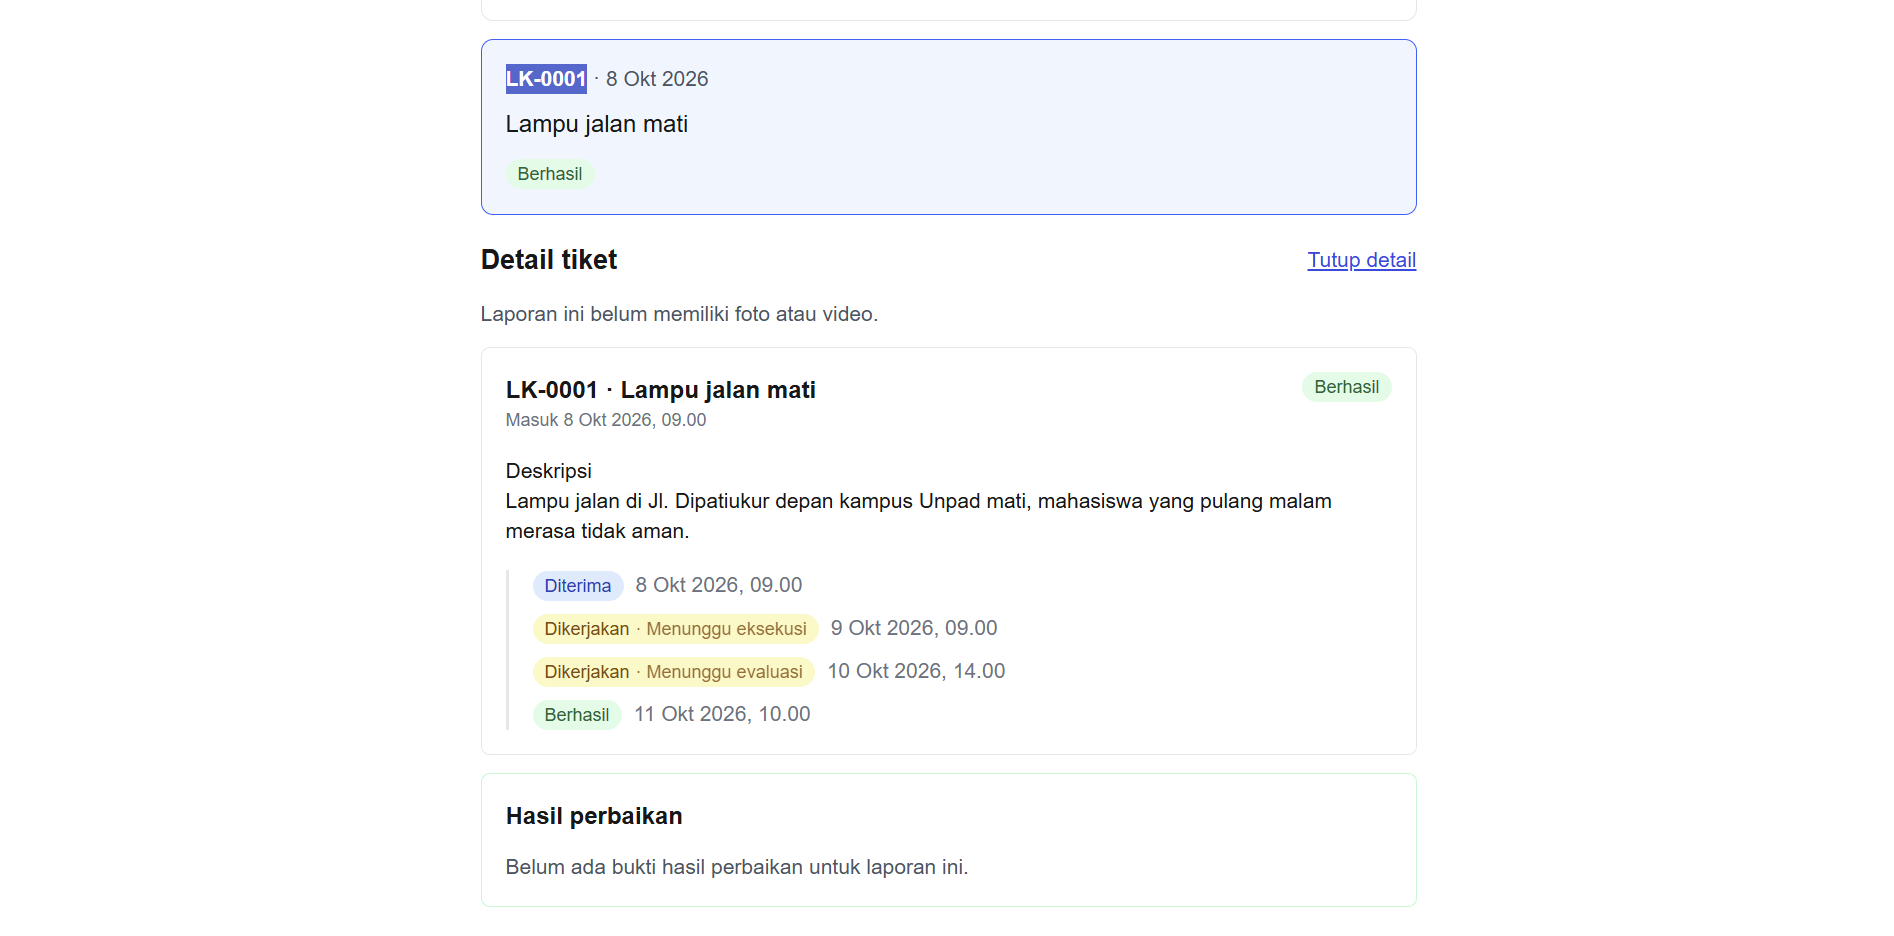 LK-0001 · 8 Okt 2026
Lampu jalan mati
Berhasil
Detail tiket
Tutup detail
Laporan ini belum memiliki foto atau video.
LK-0001 · Lampu jalan mati
Berhasil
Masuk 8 Okt 2026, 09.00
Deskripsi
Lampu jalan di Jl. Dipatiukur depan kampus Unpad mati, mahasiswa yang pulang malam
merasa tidak aman.
Diterima 8 Okt 2026, 09.00
Dikerjakan · Menunggu eksekusi 9 Okt 2026, 09.00
Dikerjakan · Menunggu evaluasi 10 Okt 2026, 14.00
Berhasil 11 Okt 2026, 10.00
Hasil perbaikan
Belum ada bukti hasil perbaikan untuk laporan ini.